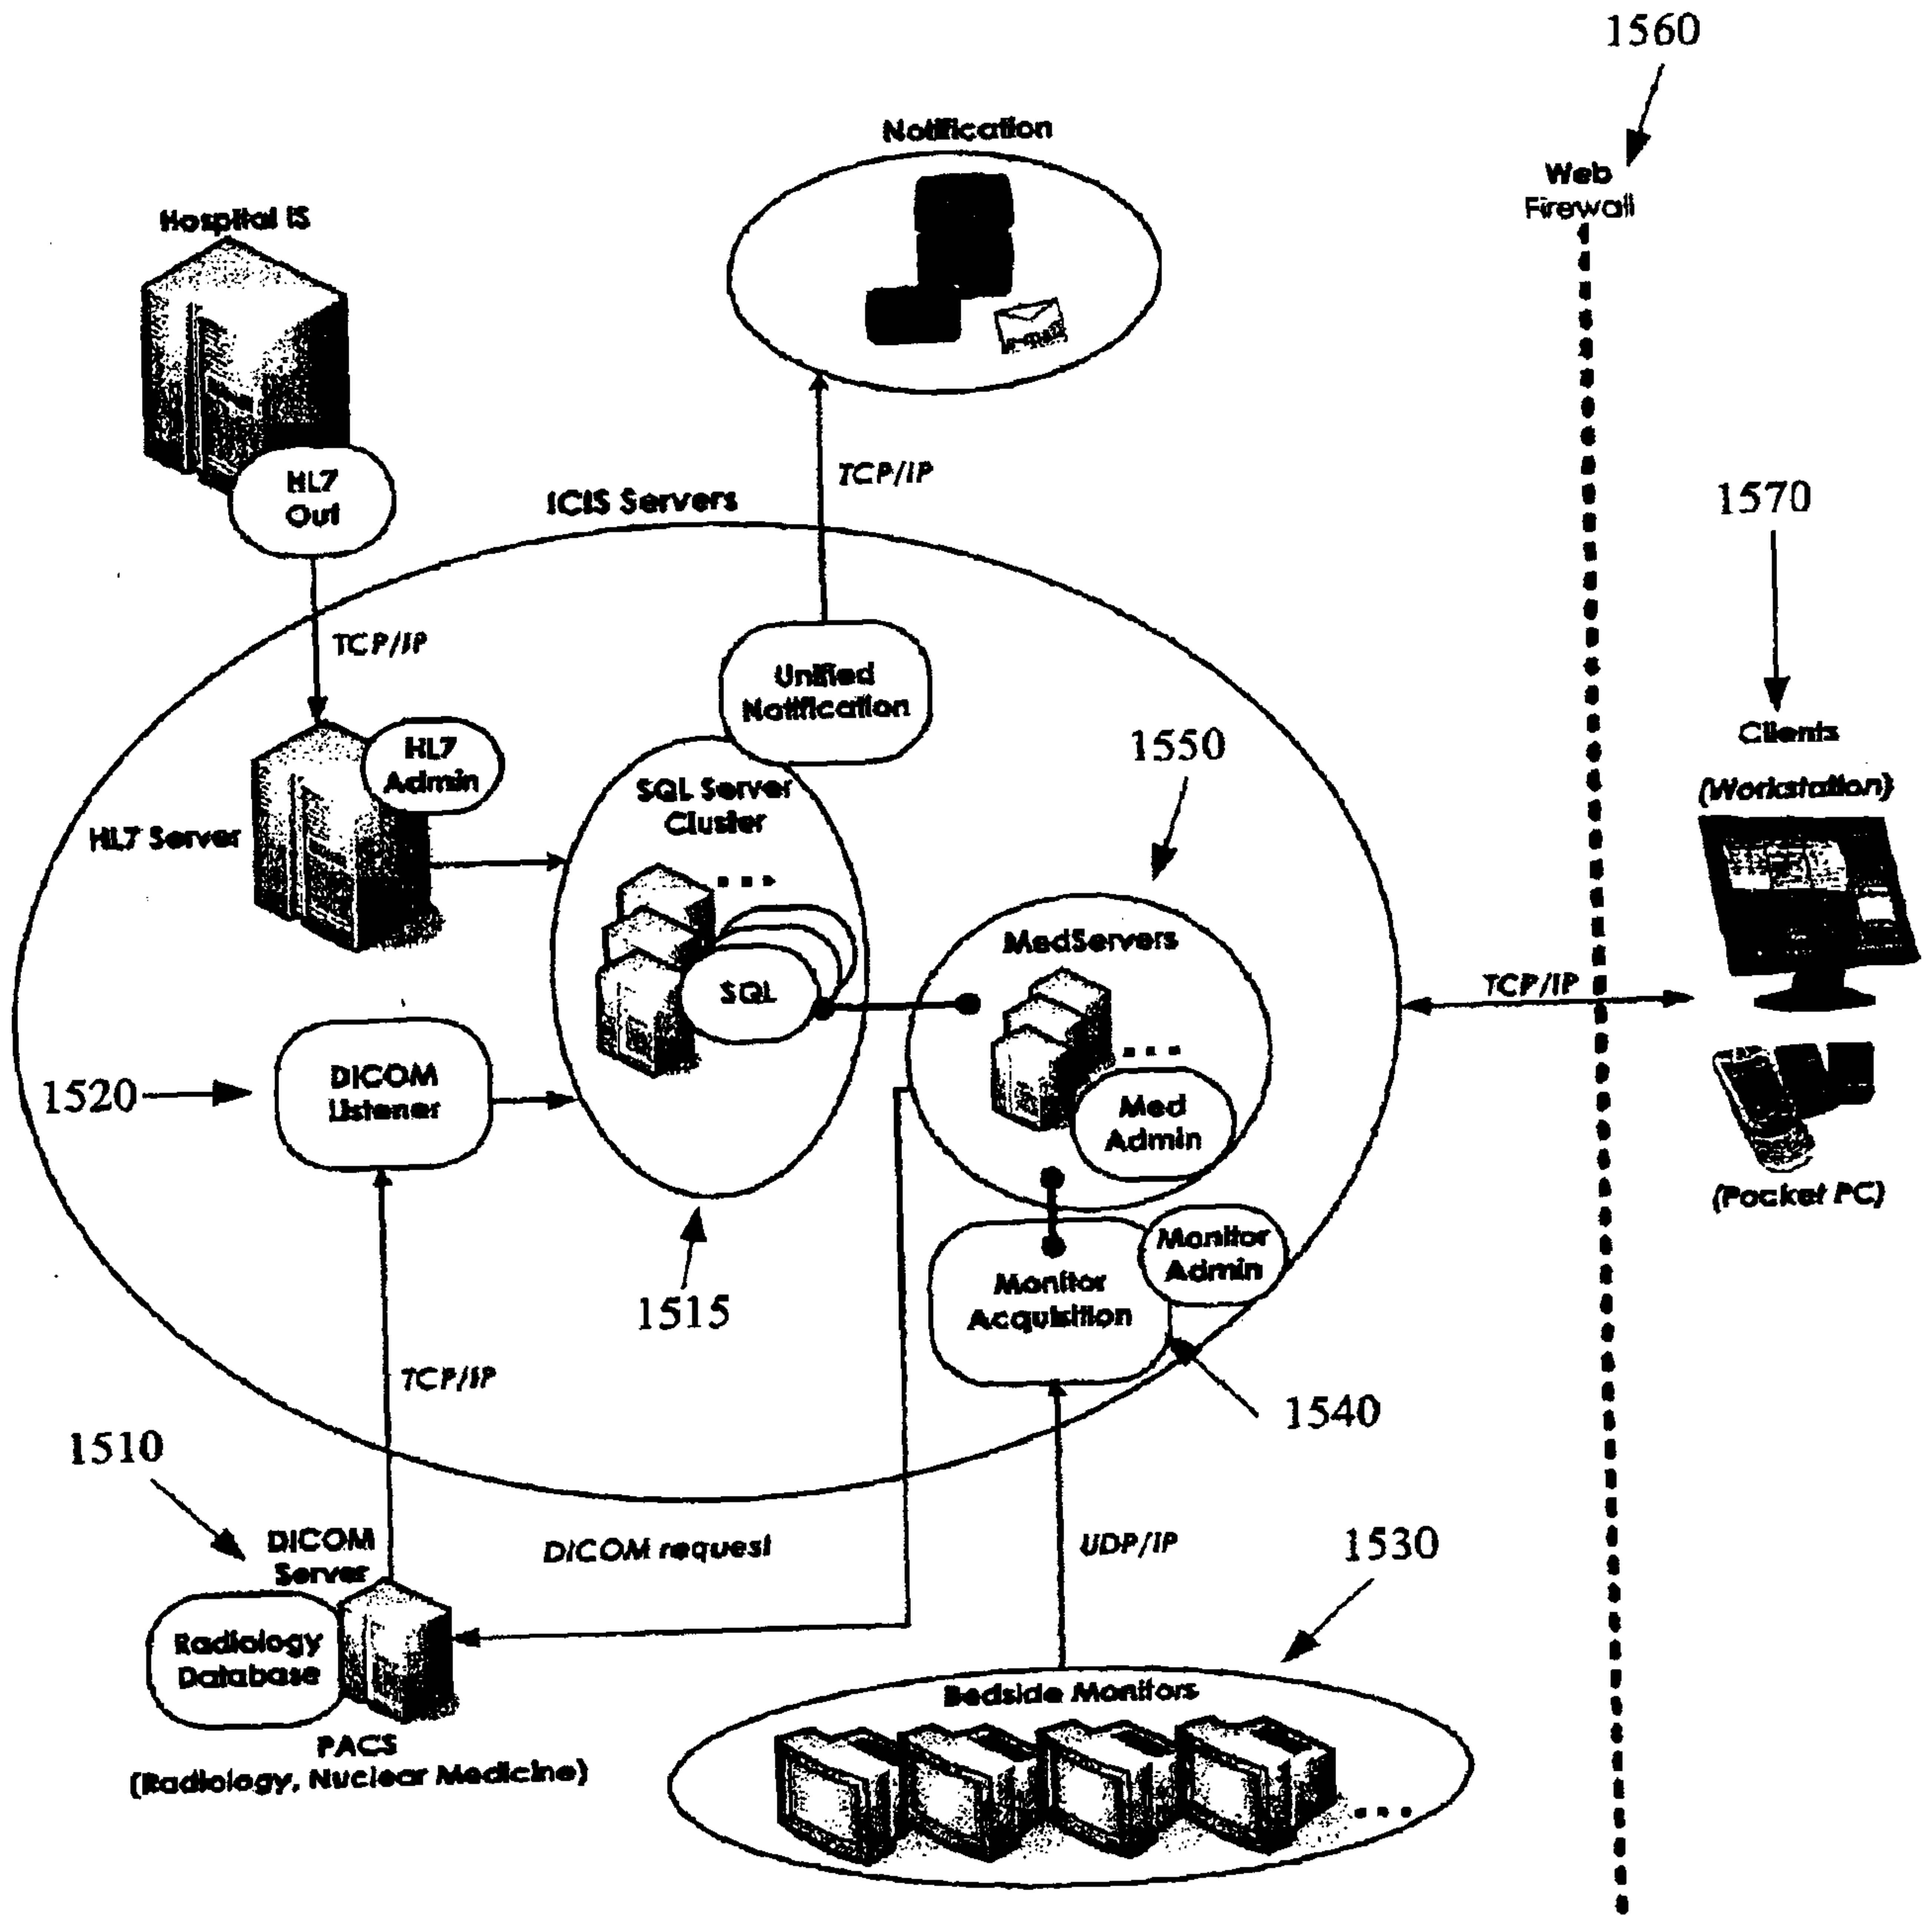 1560
Notification
Web
Firewall
Hospital IS
e-mail
HL7
Out
TCP/IP
ICIS Servers
1570
TCP/IP
Unified
Notification
Clients
(Workstation)
1550
HL7
Admin
HL7 Server
SQL Server
Cluster
...
MedServers
SQL
TCP/IP
...
1520
DICOM
Listener
Med
Admin
(Pocket PC)
Monitor
Admin
1515
Monitor
Acquisition
TCP/IP
1540
1510
DICOM
Server
DICOM request
UDP/IP
1530
Radiology
Database
Bedside Monitors
PACS
(Radiology, Nuclear Medicine)
...